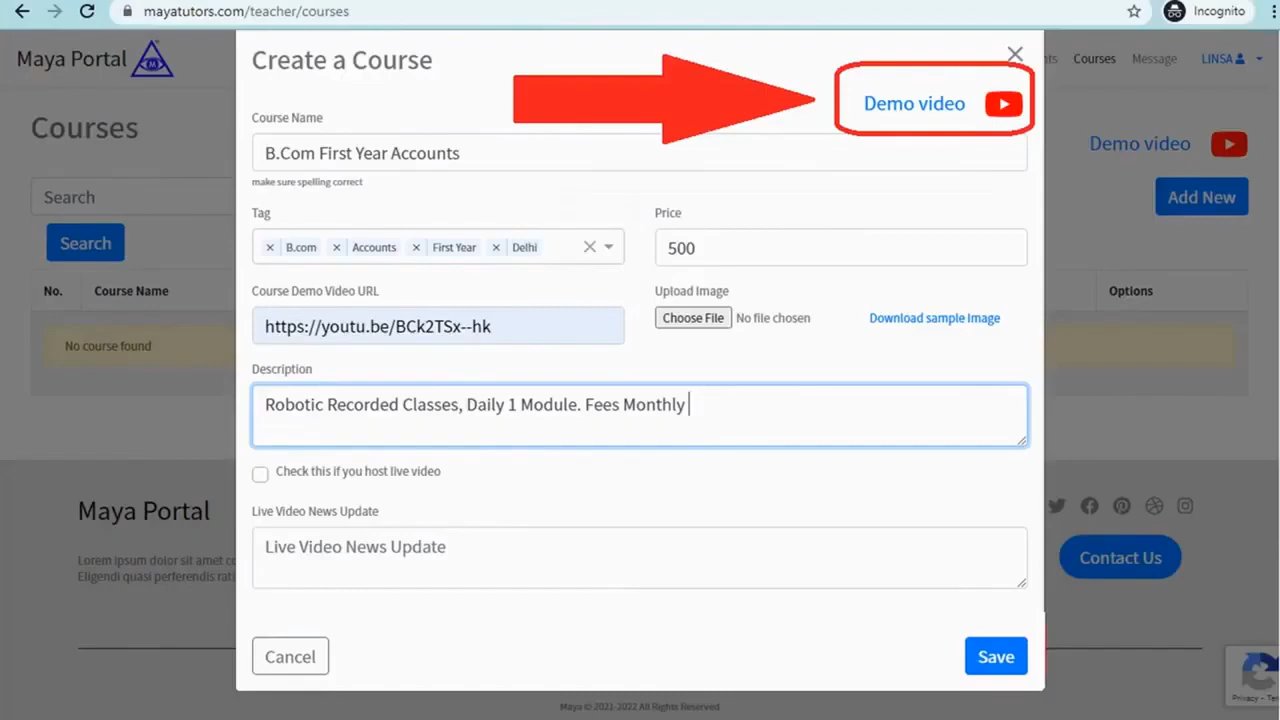 mayatutors.com/teacher/courses
Incognito
Maya Portal
Courses
Message
LINSA
Create a Course
Demo video
Course Name
B.Com First Year Accounts
make sure spelling correct
Courses
Demo video
Search
Add New
Search
Tag
Price
B.com Accounts First Year Delhi
500
Course Demo Video URL
Upload Image
https://youtu.be/BCk2TSx--hk
Choose File No file chosen
Download sample Image
No. Course Name
Options
No course found
Description
Robotic Recorded Classes, Daily 1 Module. Fees Monthly
Check this if you host live video
Live Video News Update
Live Video News Update
Maya Portal
Lorem ipsum dolor sit amet
Eligendi quasi perferendis
Contact Us
Cancel
Save
Maya © 2021-2022 All Rights Reserved
Privacy